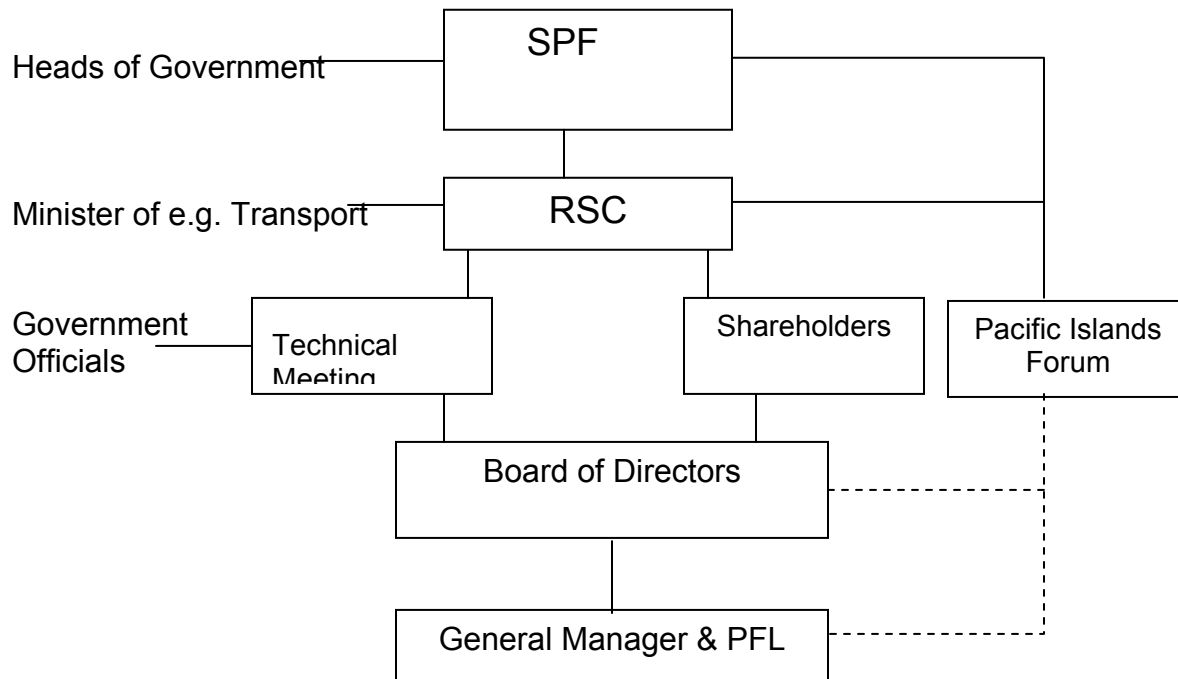 SPF
Heads of Government
RSC
Minister of e.g. Transport
Government
Officials
Technical
Meeting
Shareholders
Pacific Islands
Forum
Board of Directors
General Manager & PFL